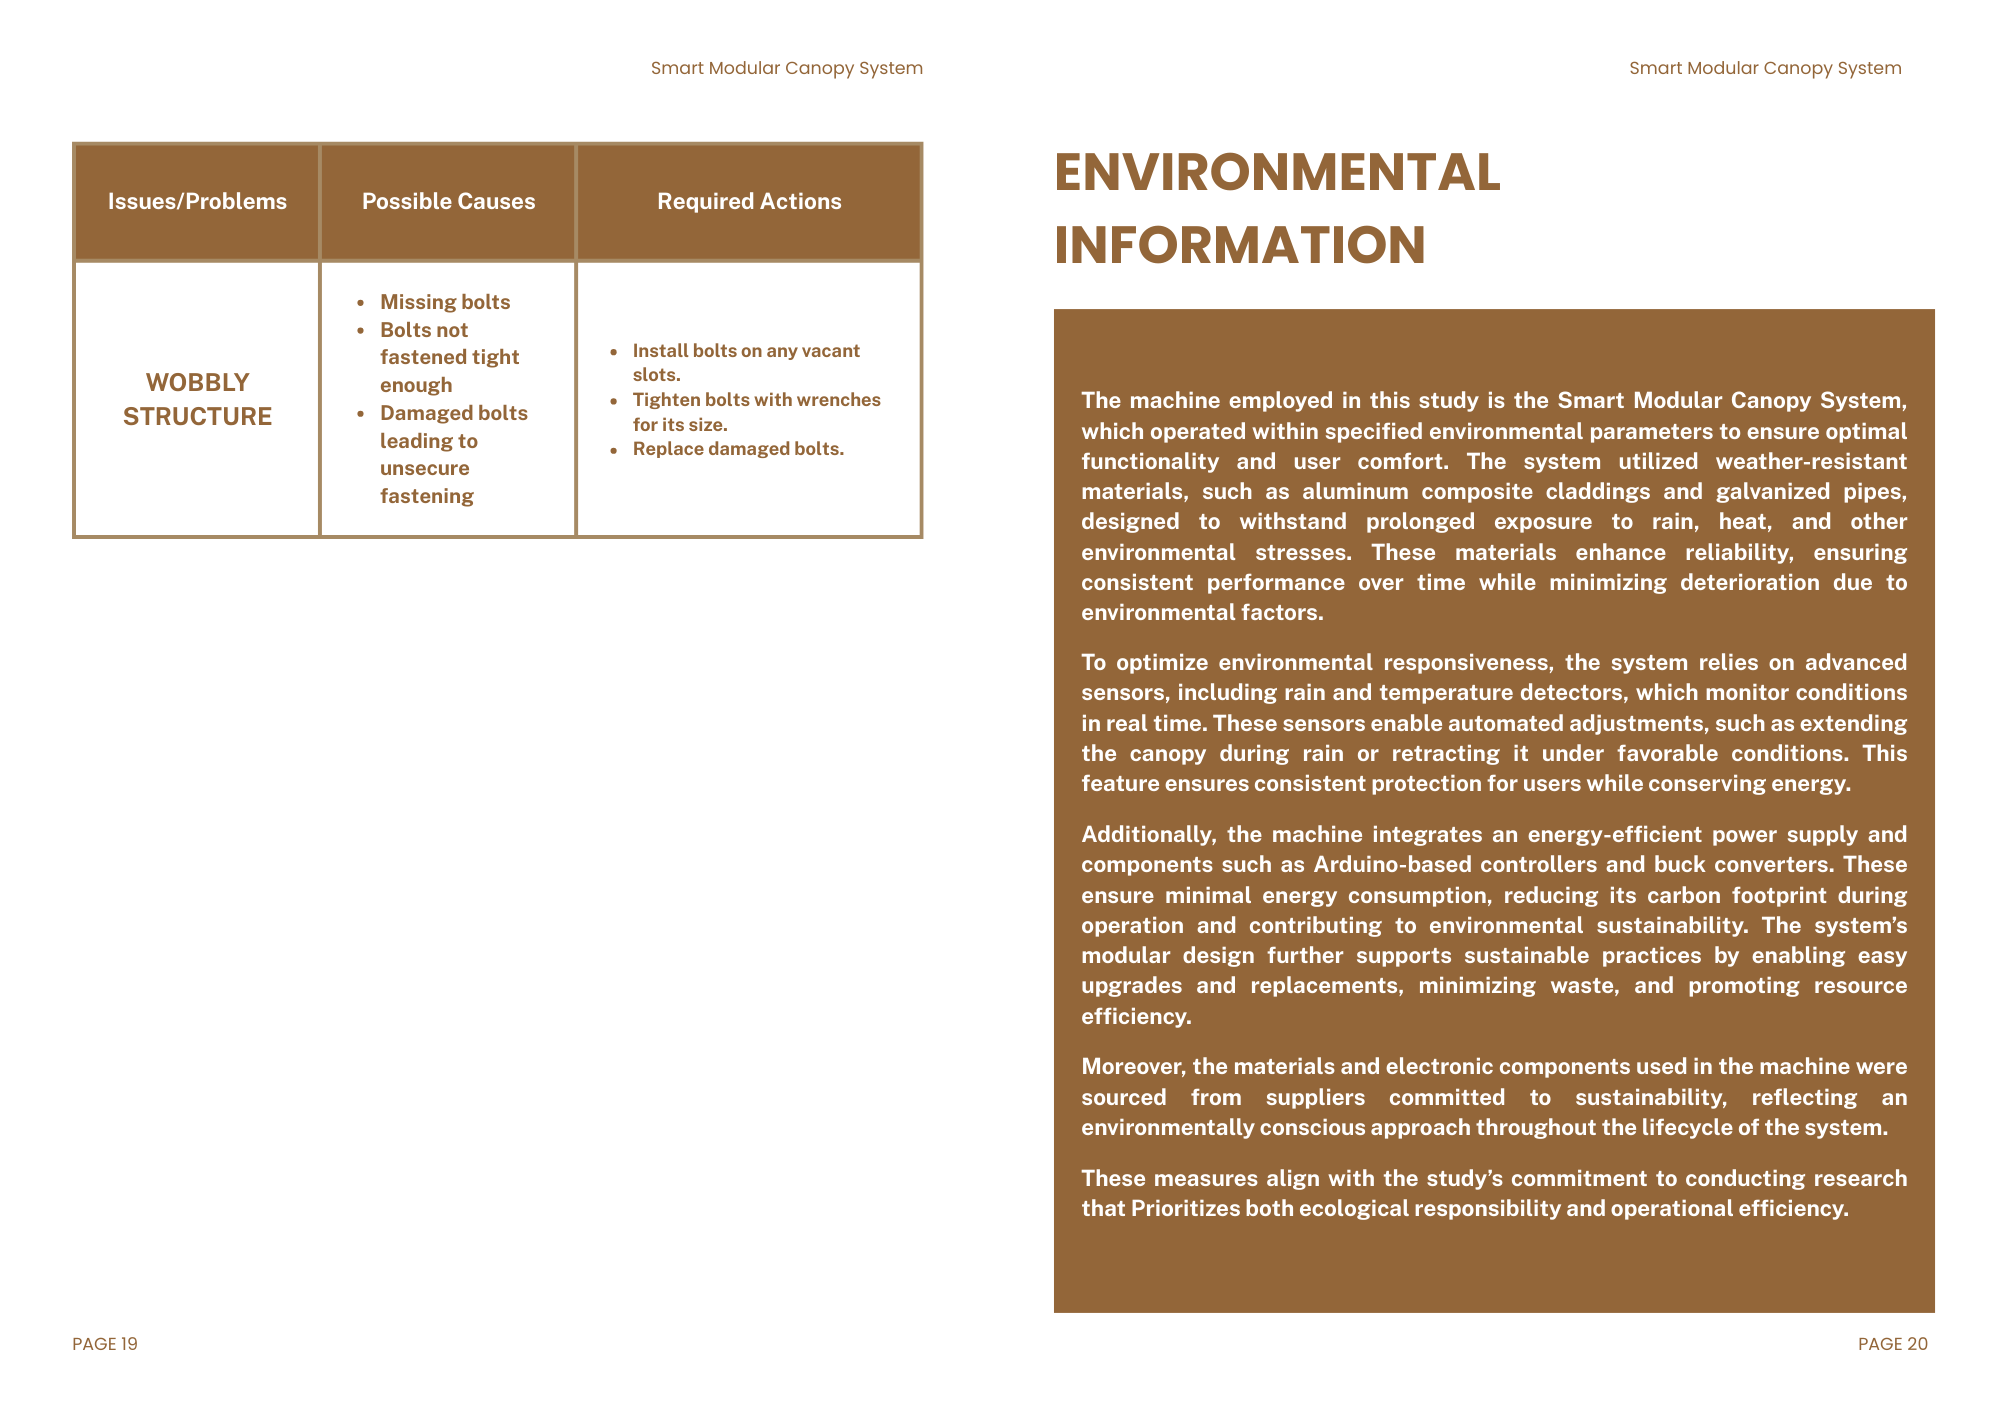 Smart Modular Canopy System
Issues/Problems
Possible Causes
Required Actions
WOBBLY
STRUCTURE
• Missing bolts
• Bolts not
fastened tight
enough
• Damaged bolts
leading to
unsecure
fastening
• Install bolts on any vacant
slots.
• Tighten bolts with wrenches
for its size.
• Replace damaged bolts.
PAGE 19
Smart Modular Canopy System
ENVIRONMENTAL
INFORMATION
The machine employed in this study is the Smart Modular Canopy System,
which operated within specified environmental parameters to ensure optimal
functionality and user comfort. The system utilized weather-resistant
materials, such as aluminum composite claddings and galvanized pipes,
designed to withstand prolonged exposure to rain, heat, and other
environmental stresses. These materials enhance reliability, ensuring
consistent performance over time while minimizing deterioration due to
environmental factors.
To optimize environmental responsiveness, the system relies on advanced
sensors, including rain and temperature detectors, which monitor conditions
in real time. These sensors enable automated adjustments, such as extending
the canopy during rain or retracting it under favorable conditions. This
feature ensures consistent protection for users while conserving energy.
Additionally, the machine integrates an energy-efficient power supply and
components such as Arduino-based controllers and buck converters. These
ensure minimal energy consumption, reducing its carbon footprint during
operation and contributing to environmental sustainability. The system’s
modular design further supports sustainable practices by enabling easy
upgrades and replacements, minimizing waste, and promoting resource
efficiency.
Moreover, the materials and electronic components used in the machine were
sourced from suppliers committed to sustainability, reflecting an
environmentally conscious approach throughout the lifecycle of the system.
These measures align with the study’s commitment to conducting research
that Prioritizes both ecological responsibility and operational efficiency.
PAGE 20